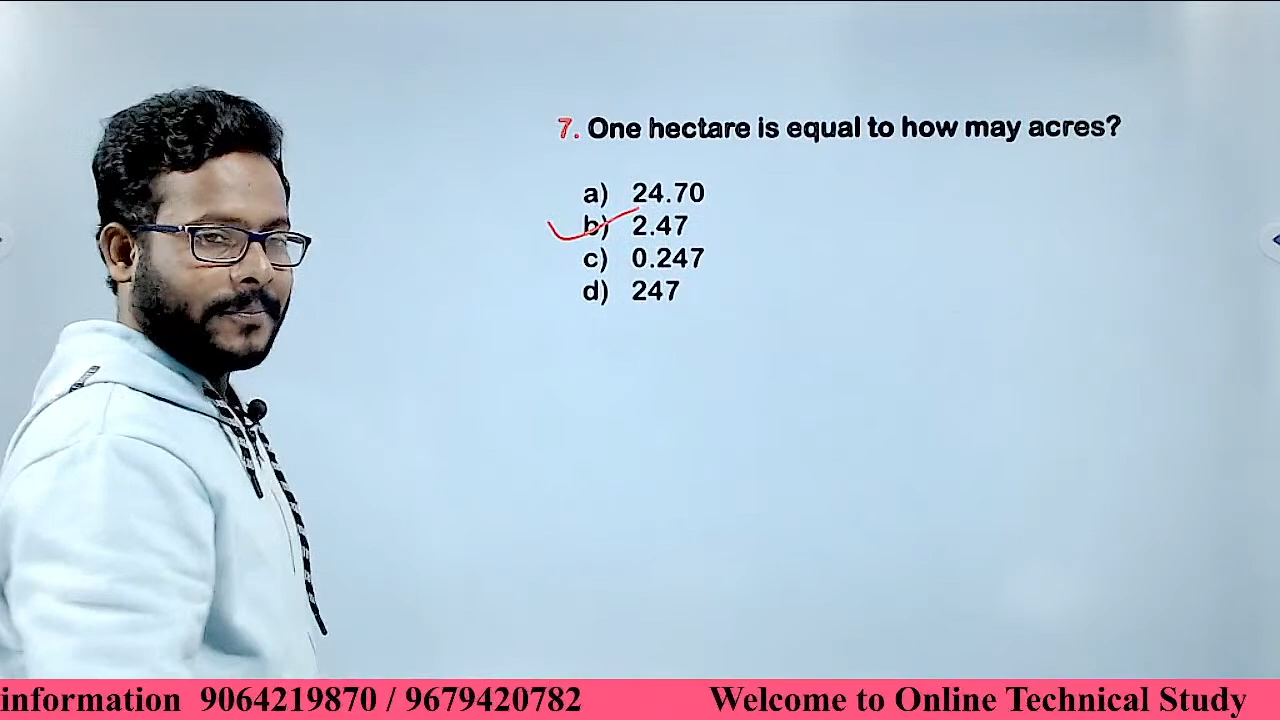 7. One hectare is equal to how may acres?
a) 24.70
b) 2.47
c) 0.247
d) 247
information 9064219870 / 9679420782 Welcome to Online Technical Study